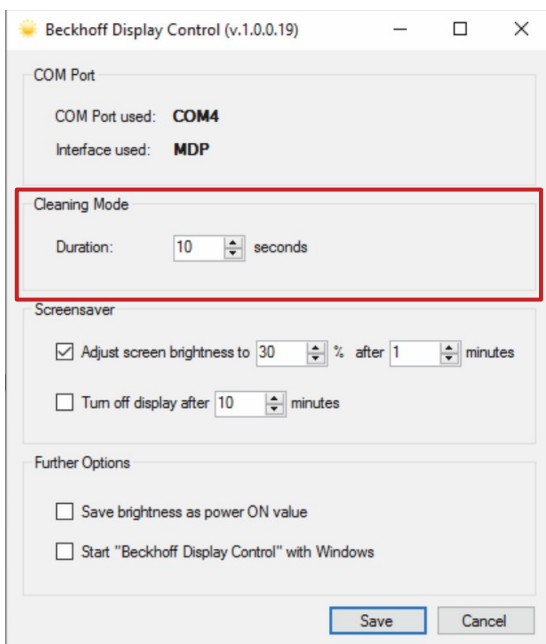 Beckhoff Display Control (v.1.0.0.19)
COM Port
COM Port used: COM4
Interface used: MDP
Cleaning Mode
Duration: 10 seconds
Screensaver
Adjust screen brightness to 30 % after 1 minutes
Turn off display after 10 minutes
Further Options
Save brightness as power ON value
Start "Beckhoff Display Control" with Windows
Save Cancel